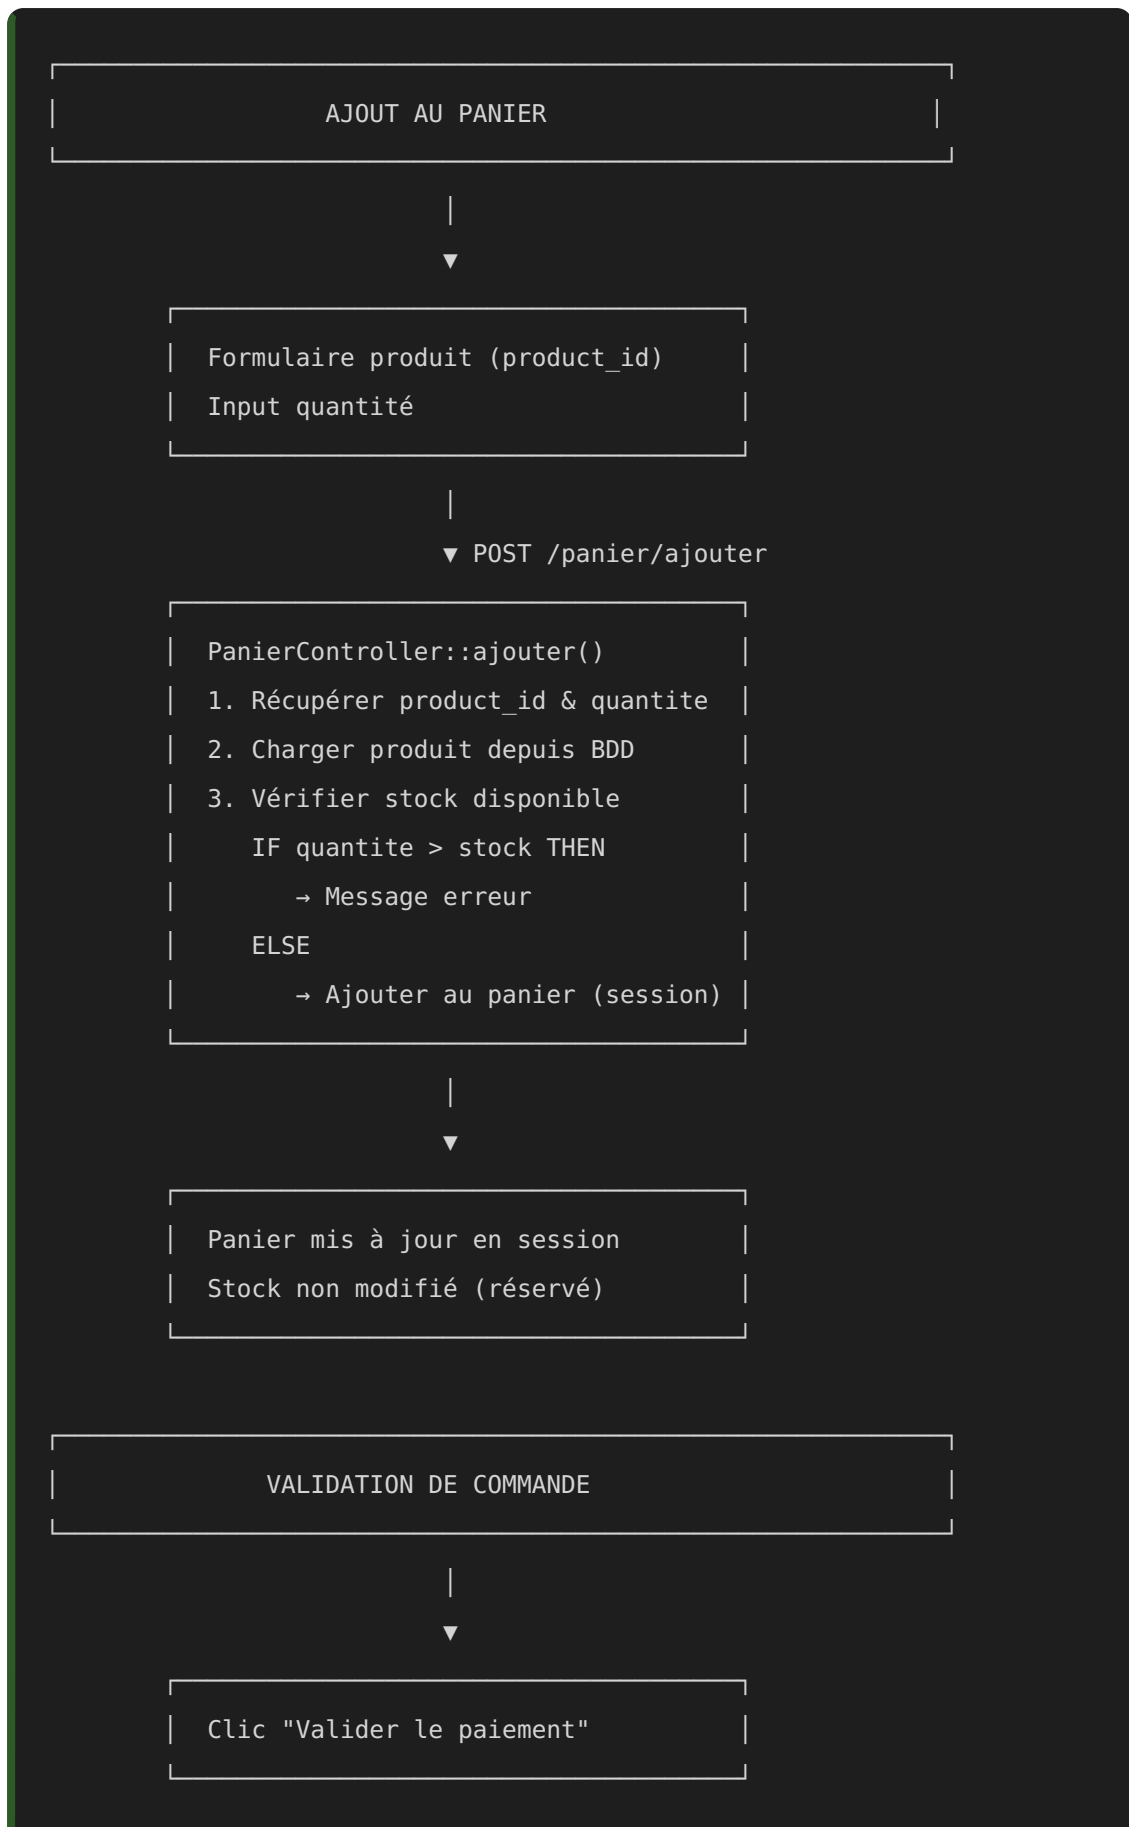 AJOUT AU PANIER
▼
Formulaire produit (product_id)
Input quantité
▼ POST /panier/ajouter
PanierController::ajouter()
1. Récupérer product_id & quantite
2. Charger produit depuis BDD
3. Vérifier stock disponible
IF quantite > stock THEN
→ Message erreur
ELSE
→ Ajouter au panier (session)
▼
Panier mis à jour en session
Stock non modifié (réservé)
VALIDATION DE COMMANDE
▼
Clic "Valider le paiement"